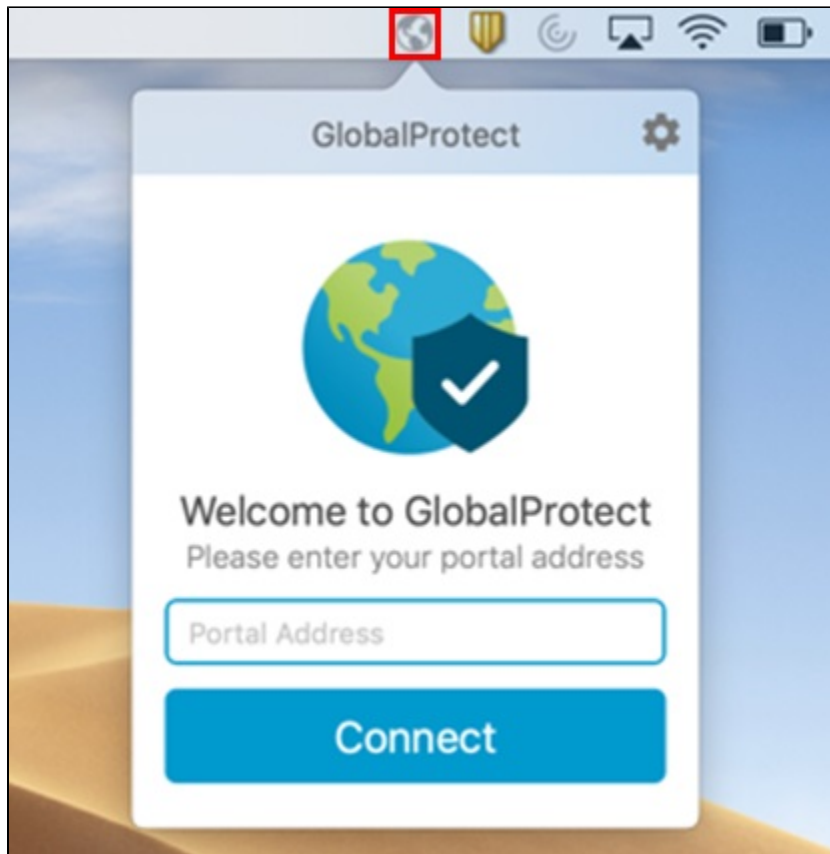 GlobalProtect
Welcome to GlobalProtect
Please enter your portal address
Portal Address
Connect